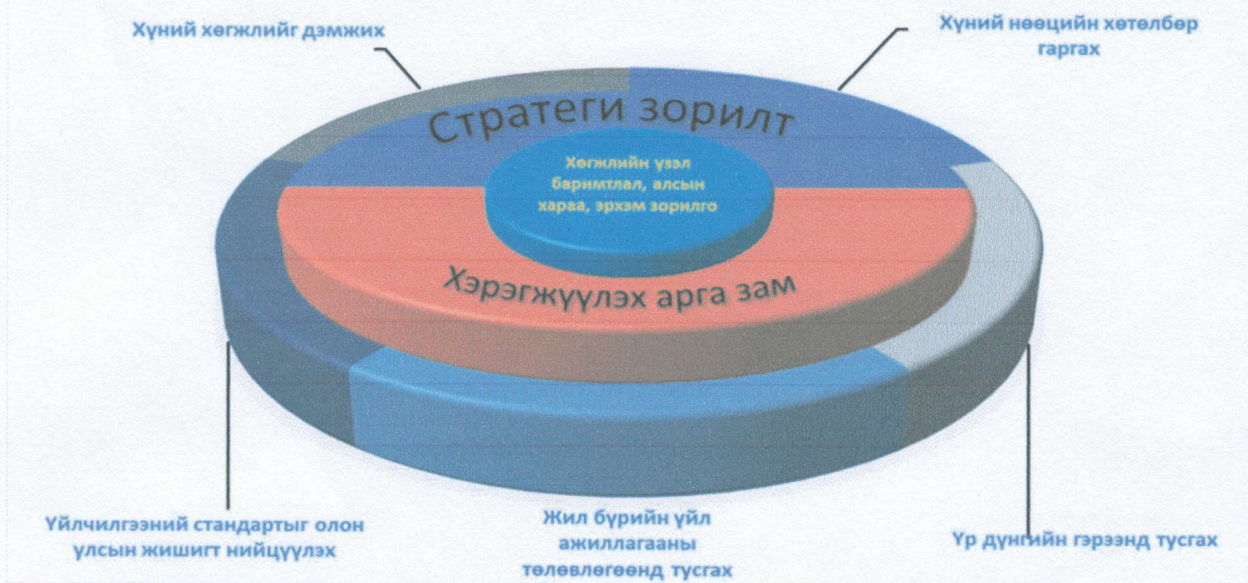 Хүний хөгжлийг дэмжих
Хүний нөөцийн хөтөлбөр
гаргах
Стратеги зорилт
Хөгжлийн үзэл
баримтлал, алсын
хараа, эрхэм зорилго
Хэрэгжүүлэх арга зам
Үйлчилгээний стандартыг олон
улсын жишигт нийцүүлэх
Жил бүрийн үйл
ажиллагааны
төлөвлөгөөнд тусгах
Үр дүнгийн гэрээнд тусгах